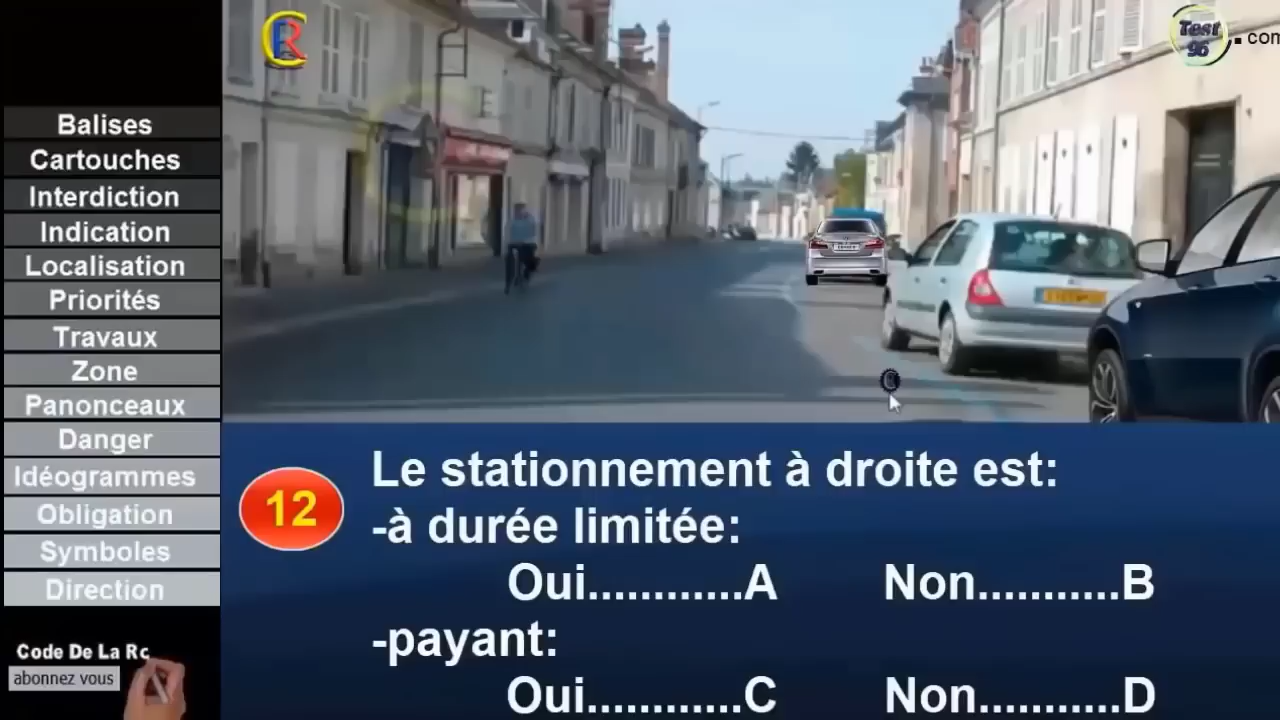 Test
96
.com
Balises
Cartouches
Interdiction
Indication
Localisation
Priorités
Travaux
Zone
Panonceaux
Danger
Idéogrammes
Obligation
Symboles
Direction
Code De La Rc
abonnez vous
12
Le stationnement à droite est:
-à durée limitée:
Oui............A Non...........B
-payant:
Oui............C Non...........D